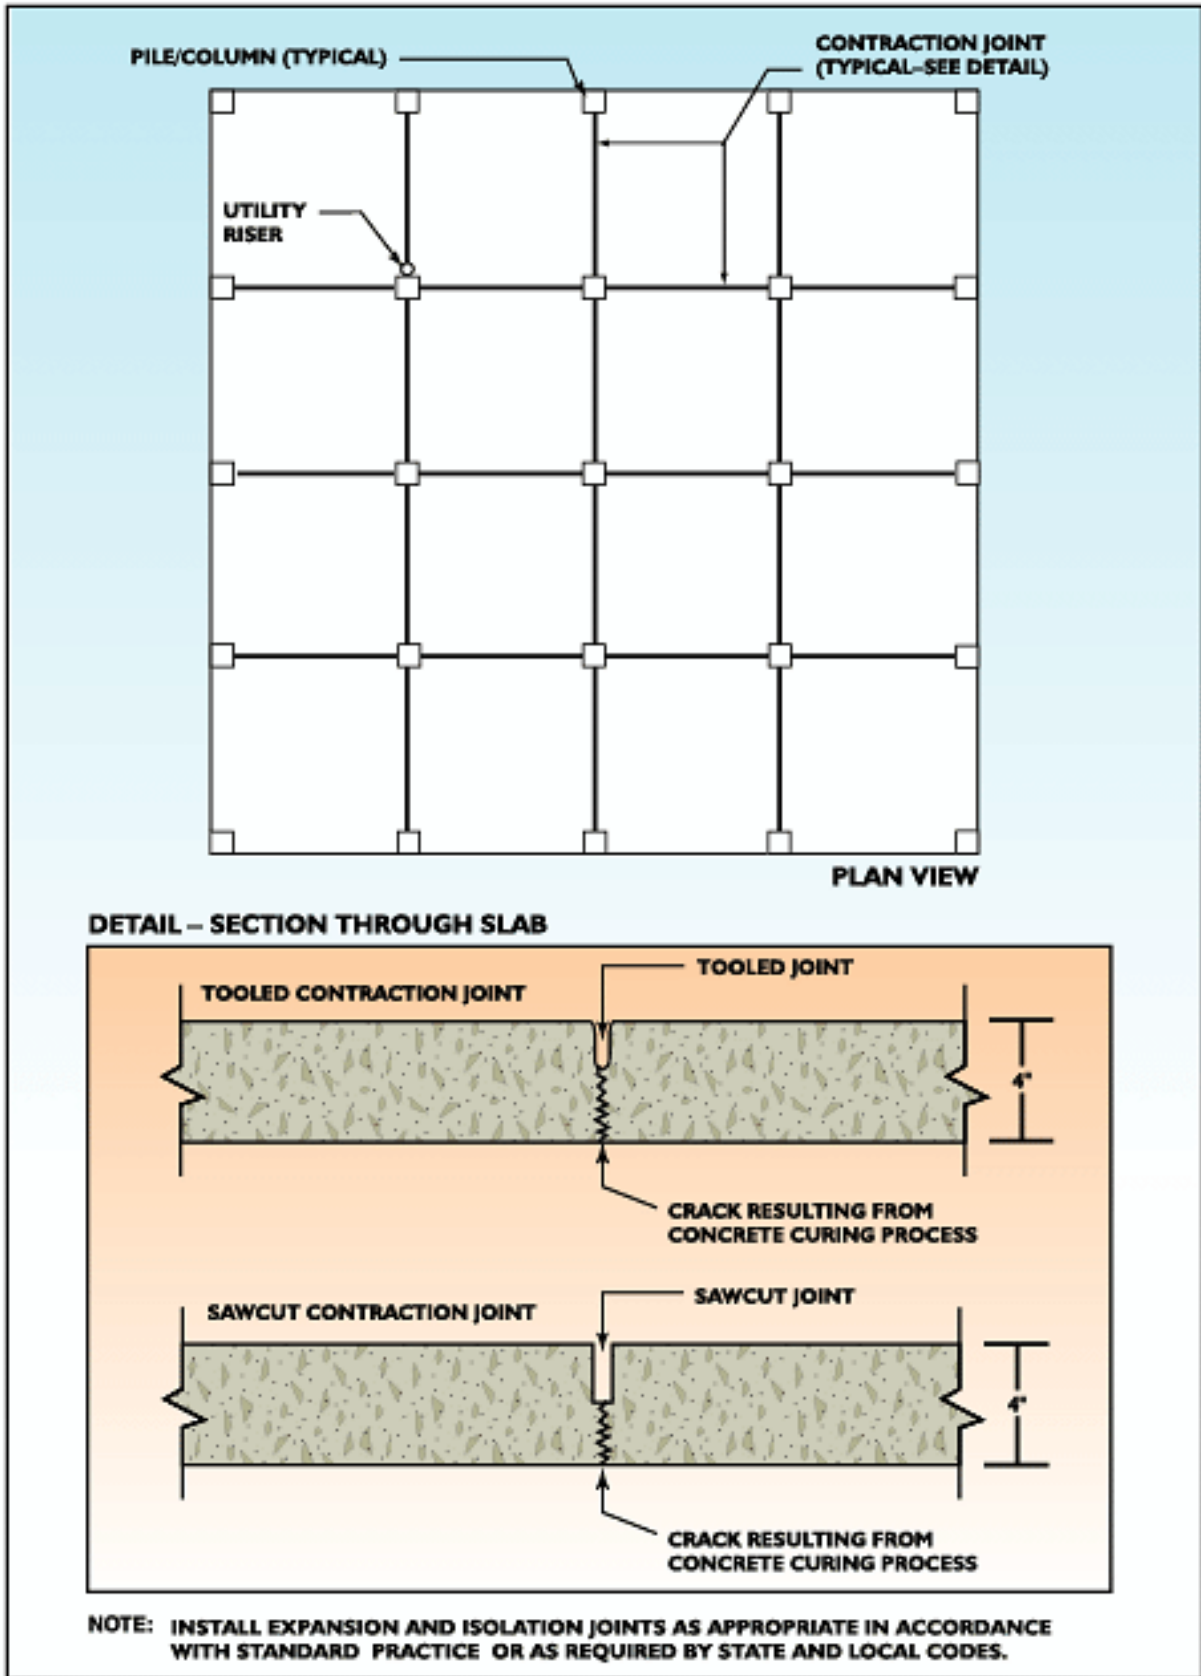 PILE/COLUMN (TYPICAL)
CONTRACTION JOINT
(TYPICAL–SEE DETAIL)
UTILITY
RISER
PLAN VIEW
DETAIL – SECTION THROUGH SLAB
TOOLED JOINT
TOOLED CONTRACTION JOINT
4"
CRACK RESULTING FROM
CONCRETE CURING PROCESS
SAWCUT JOINT
SAWCUT CONTRACTION JOINT
4"
CRACK RESULTING FROM
CONCRETE CURING PROCESS
NOTE: INSTALL EXPANSION AND ISOLATION JOINTS AS APPROPRIATE IN ACCORDANCE
WITH STANDARD PRACTICE OR AS REQUIRED BY STATE AND LOCAL CODES.